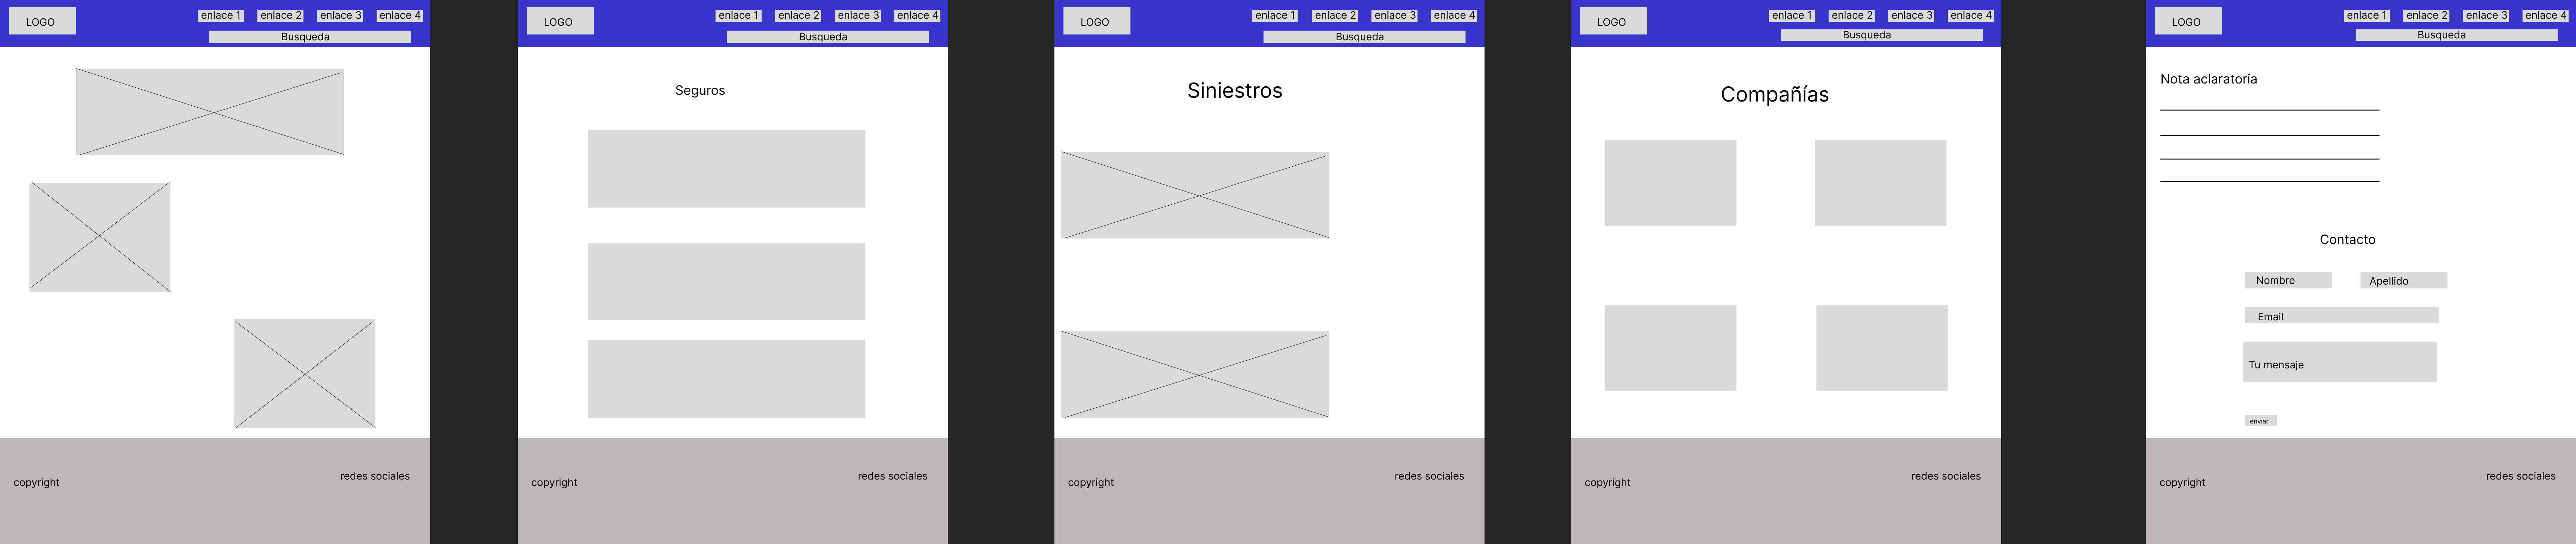 LOGO
enlace 1 enlace 2 enlace 3 enlace 4
Busqueda
copyright
redes sociales
LOGO
enlace 1 enlace 2 enlace 3 enlace 4
Busqueda
Seguros
copyright
redes sociales
LOGO
enlace 1 enlace 2 enlace 3 enlace 4
Busqueda
Siniestros
copyright
redes sociales
LOGO
enlace 1 enlace 2 enlace 3 enlace 4
Busqueda
Compañías
copyright
redes sociales
LOGO
enlace 1 enlace 2 enlace 3 enlace 4
Busqueda
Nota aclaratoria
Contacto
Nombre Apellido
Email
Tu mensaje
enviar
copyright
redes sociales